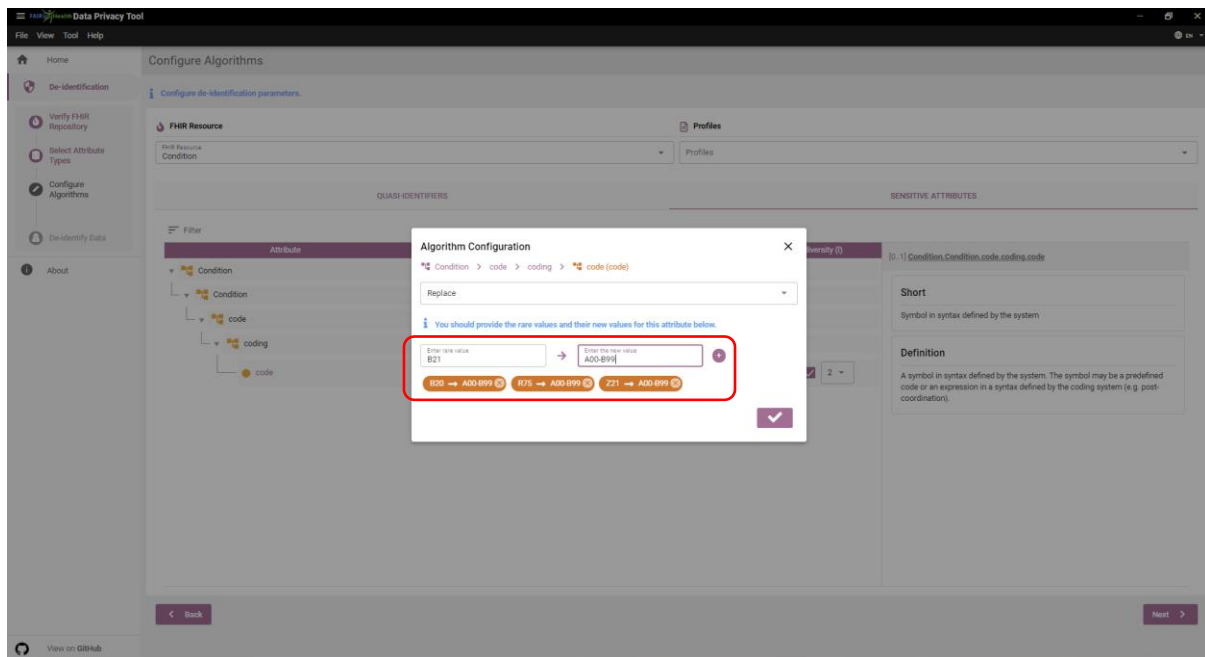 FAIR4Health Data Privacy Tool
File View Tool Help
EN
Home
Configure Algorithms
De-identification
Configure de-identification parameters.
Verify FHIR
Repository
FHIR Resource
Profiles
Select Attribute
Types
FHIR Resource
Condition
Profiles
Configure
Algorithms
QUASI-IDENTIFIERS
SENSITIVE ATTRIBUTES
De-identify Data
Filter
Attribute
diversity (l)
About
[0..1] Condition.Condition.code.coding.code
Condition
Condition
code
coding
code
2
Short
Symbol in syntax defined by the system
Definition
A symbol in syntax defined by the system. The symbol may be a predefined
code or an expression in a syntax defined by the coding system (e.g. post-
coordination).
Algorithm Configuration
Condition > code > coding > code (code)
Replace
You should provide the rare values and their new values for this attribute below.
Enter rare value
B21
→
Enter the new value
A00-B99
B20 → A00-B99
R75 → A00-B99
Z21 → A00-B99
< Back
Next >
View on GitHub